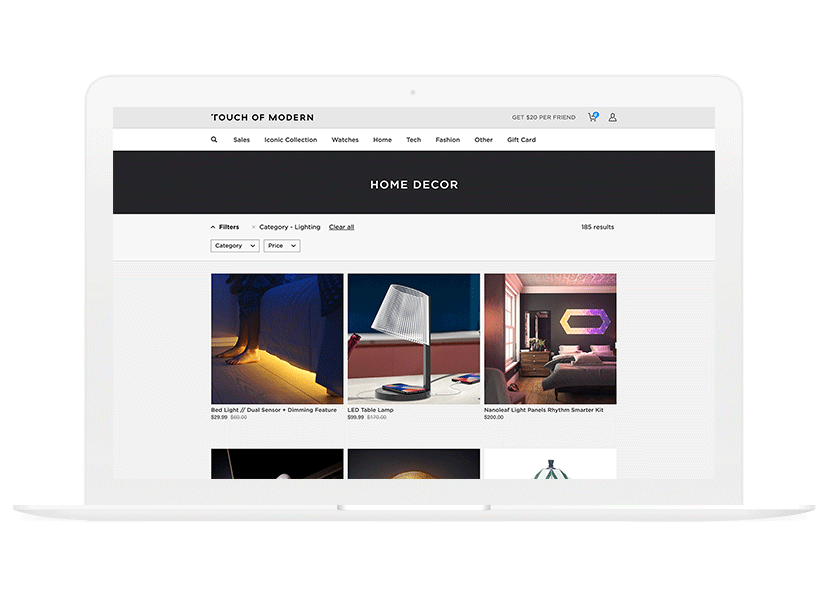 TOUCH OF MODERN
GET $20 PER FRIEND
Sales Iconic Collection Watches Home Tech Fashion Other Gift Card
HOME DECOR
Filters × Category - Lighting Clear all 185 results
Category Price
Bed Light // Dual Sensor + Dimming Feature
$29.99 $60.00
LED Table Lamp
$99.99 $170.00
Nanoleaf Light Panels Rhythm Smarter Kit
$200.00